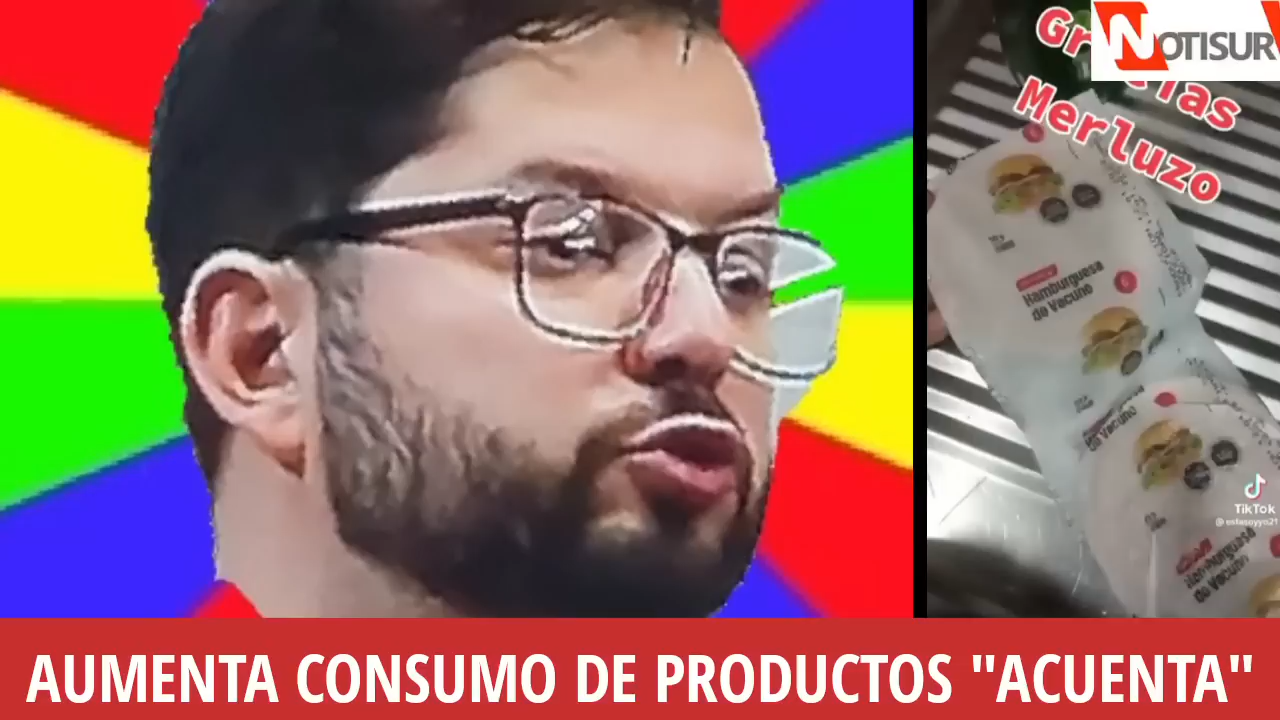 NOTISUR
Gracias
Merluzo
Hamburguesa
de Vacuno
Hamburguesa
de Vacuno
TikTok
AUMENTA CONSUMO DE PRODUCTOS "ACUENTA"